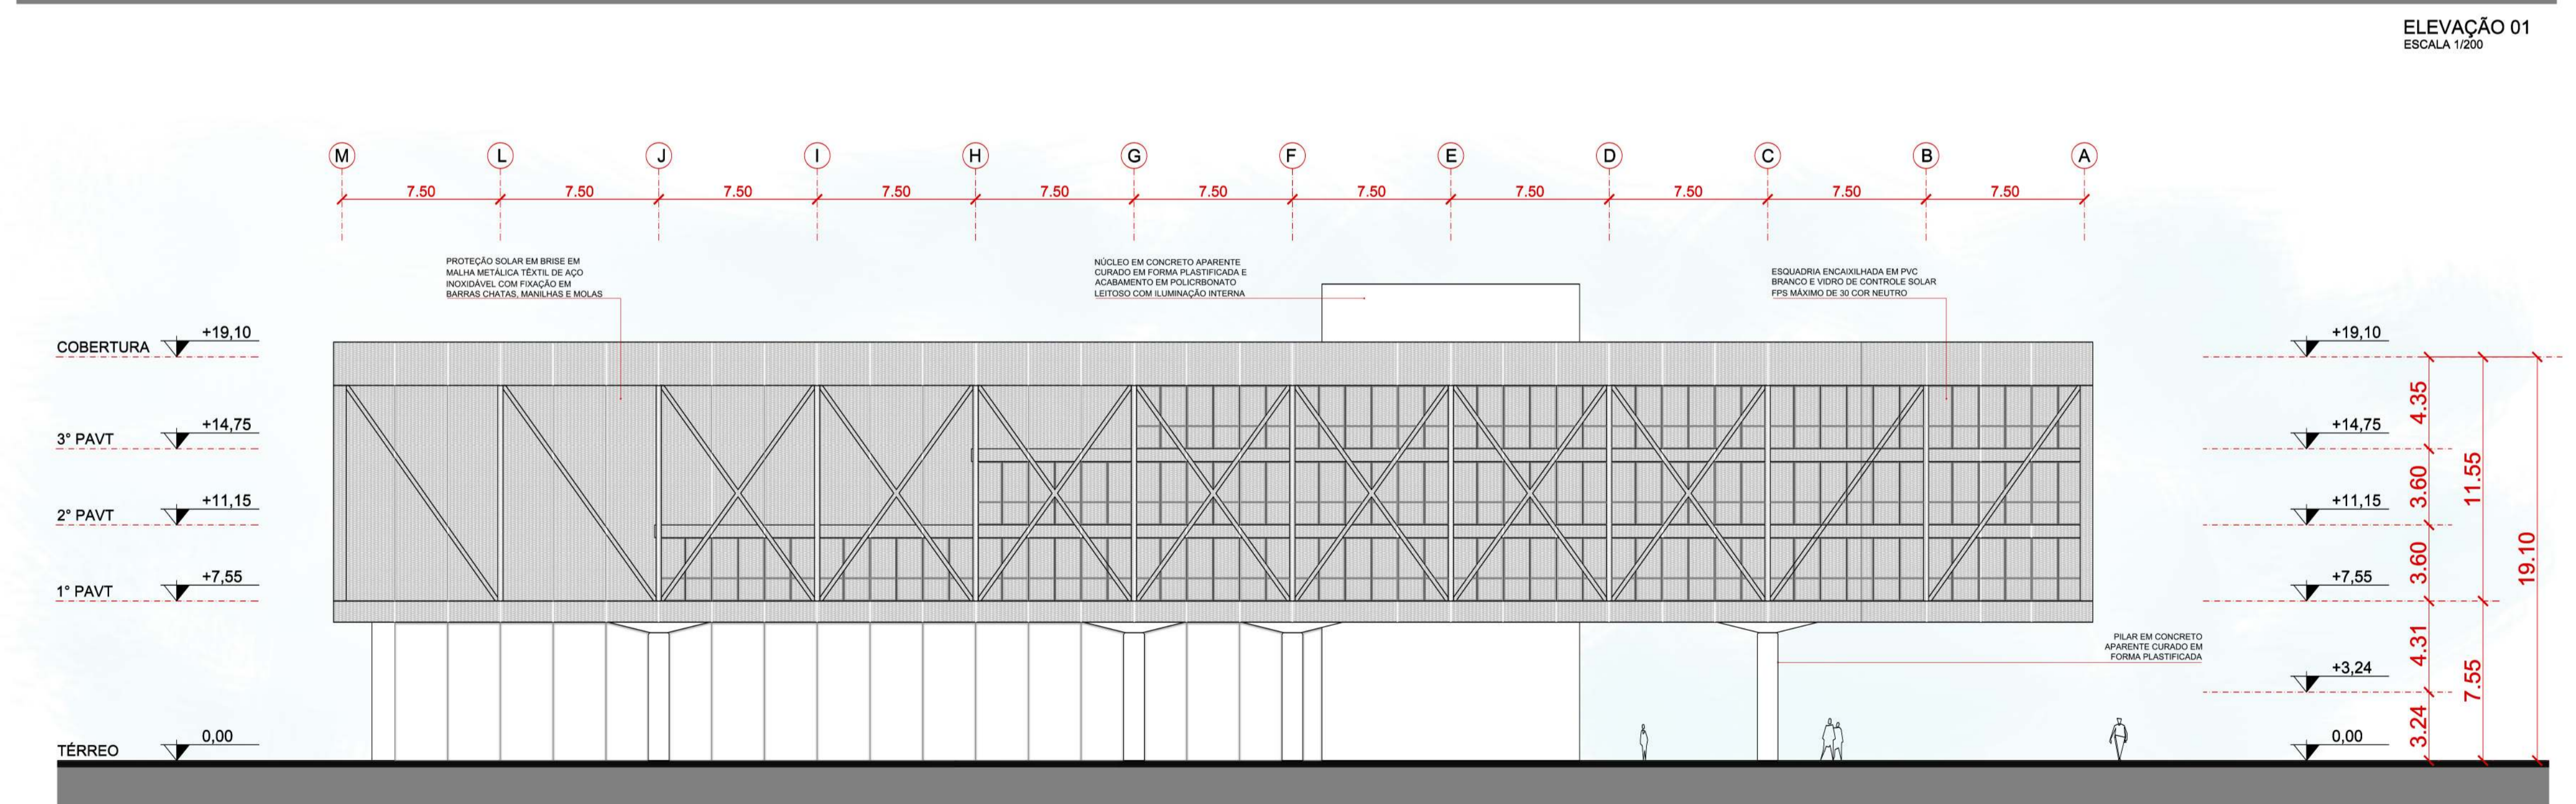 ELEVAÇÃO 01
ESCALA 1/200
M L J I H G F E D C B A
7.50 7.50 7.50 7.50 7.50 7.50 7.50 7.50 7.50 7.50 7.50
PROTEÇÃO SOLAR EM BRISE EM
MALHA METÁLICA TÊXTIL DE AÇO
INOXIDÁVEL COM FIXAÇÃO EM
BARRAS CHATAS, MANILHAS E MOLAS
NÚCLEO EM CONCRETO APARENTE
CURADO EM FORMA PLASTIFICADA E
ACABAMENTO EM POLICRBONATO
LEITOSO COM ILUMINAÇÃO INTERNA
ESQUADRIA ENCAIXILHADA EM PVC
BRANCO E VIDRO DE CONTROLE SOLAR
FPS MÁXIMO DE 30 COR NEUTRO
COBERTURA +19,10
3° PAVT +14,75
2° PAVT +11,15
1° PAVT +7,55
TÉRREO 0,00
PILAR EM CONCRETO
APARENTE CURADO EM
FORMA PLASTIFICADA
+19,10
+14,75
+11,15
+7,55
+3,24
0,00
4.35
3.60
3.60
4.31
3.24
11.55
7.55
19.10